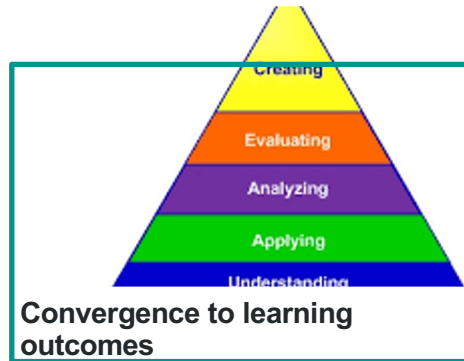 Creating
Evaluating
Analyzing
Applying
Understanding
Convergence to learning
outcomes